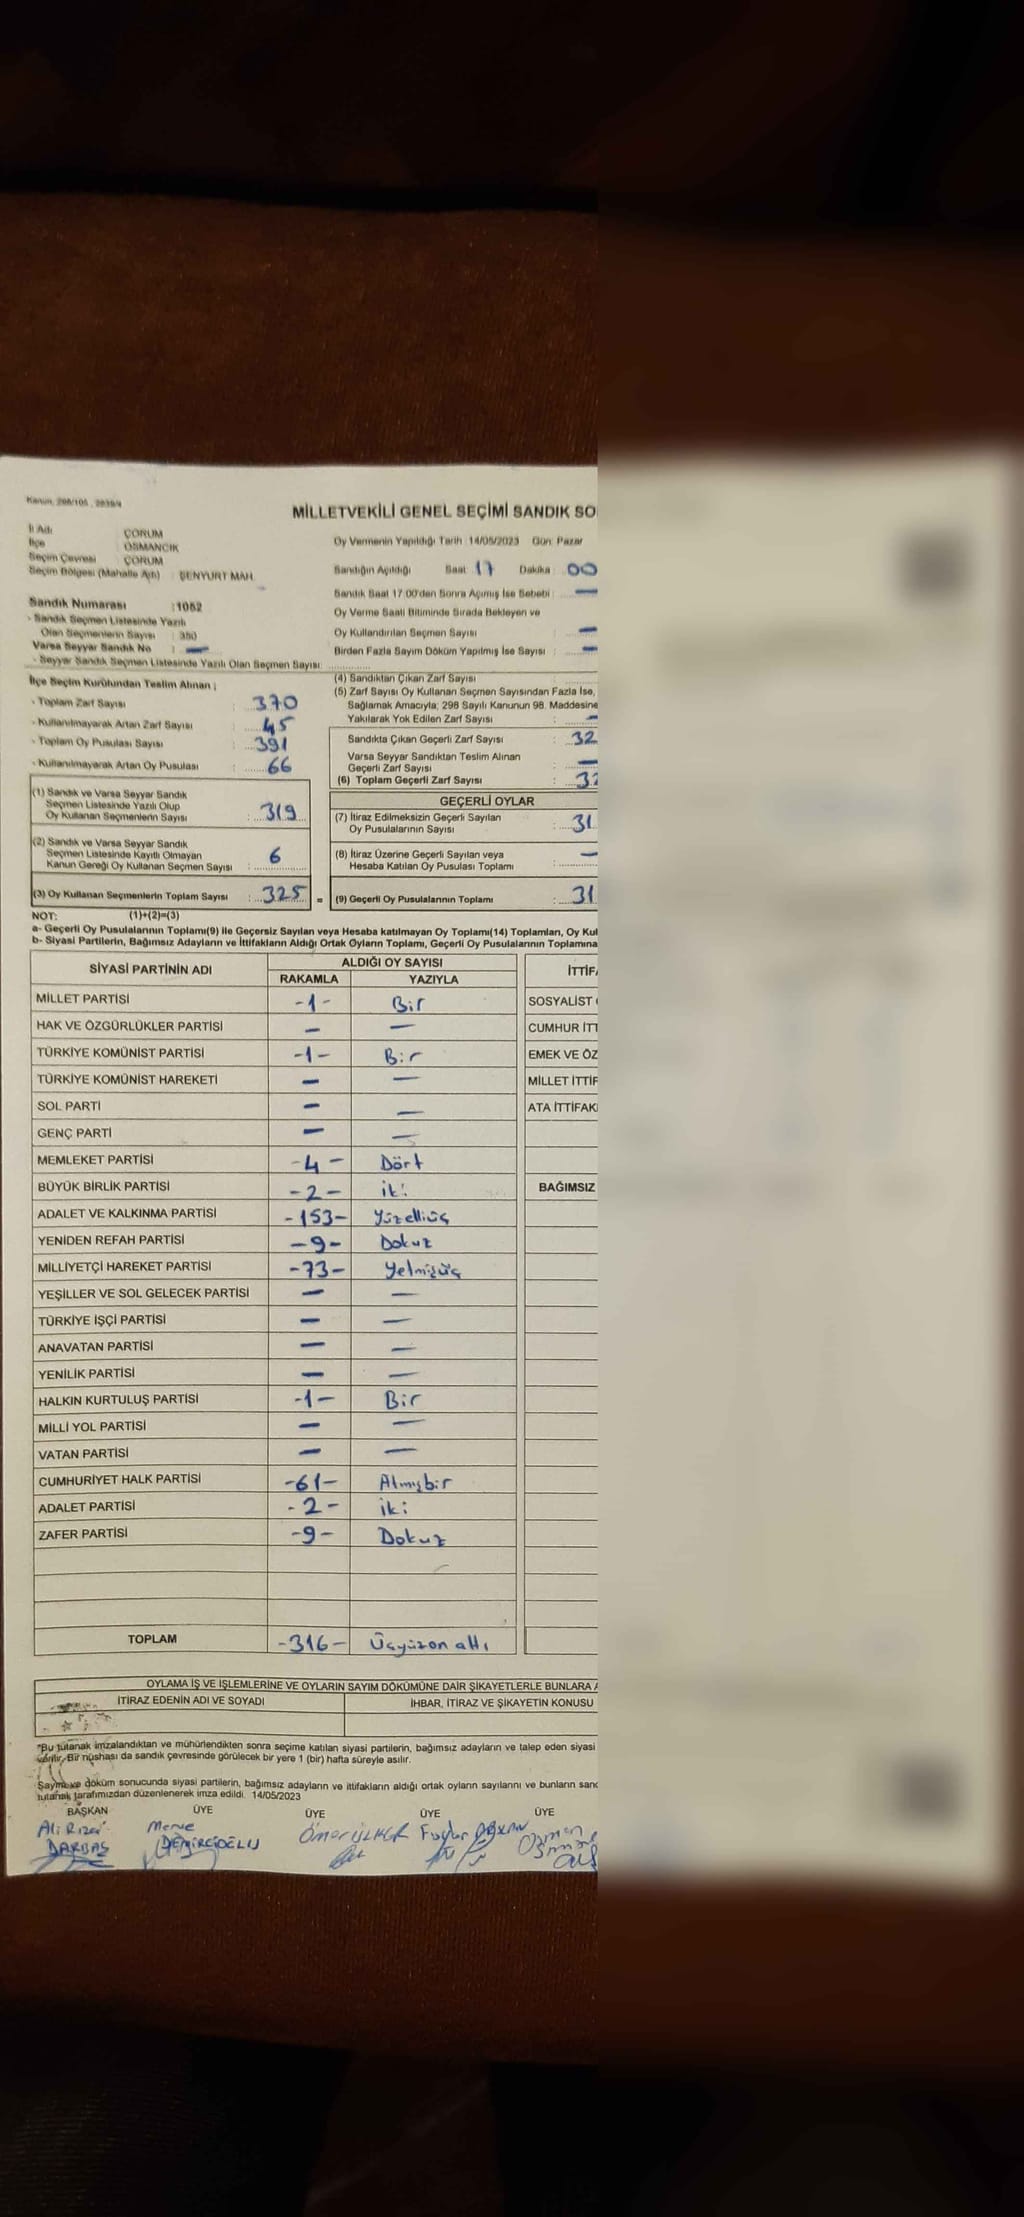 Kanun, 298/105 , 2839/4
MİLLETVEKİLİ GENEL SEÇİMİ SANDIK SO
İl Adı : ÇORUM
İlçe : OSMANCIK
Seçim Çevresi : ÇORUM
Seçim Bölgesi (Mahalle Adı) : ŞENYURT MAH.
Oy Vermenin Yapıldığı Tarih : 14/05/2023 Gün: Pazar
Sandığın Açıldığı Saat : 17 Dakika : 00
Sandık Saat 17:00'den Sonra Açımış İse Sebebi : —
Sandık Numarası : 1052
- Sandık Seçmen Listesinde Yazılı
Olan Seçmenlerin Sayısı : 350
Varsa Seyyar Sandık No : —
- Seyyar Sandık Seçmen Listesinde Yazılı Olan Seçmen Sayısı:
Oy Verme Saati Bitiminde Sırada Bekleyen ve
Oy Kullandırılan Seçmen Sayısı : —
Birden Fazla Sayım Döküm Yapılmış İse Sayısı : —
İlçe Seçim Kurulundan Teslim Alınan ;
- Toplam Zarf Sayısı : 370
- Kullanılmayarak Artan Zarf Sayısı : 45
- Toplam Oy Pusulası Sayısı : 391
- Kullanılmayarak Artan Oy Pusulası : 66
(4) Sandıktan Çıkan Zarf Sayısı :
(5) Zarf Sayısı Oy Kullanan Seçmen Sayısından Fazla İse,
Sağlamak Amacıyla; 298 Sayılı Kanunun 98. Maddesine
Yakılarak Yok Edilen Zarf Sayısı : —
Sandıkta Çıkan Geçerli Zarf Sayısı : 32
Varsa Seyyar Sandıktan Teslim Alınan
Geçerli Zarf Sayısı : —
(6) Toplam Geçerli Zarf Sayısı : 32
(1) Sandık ve Varsa Seyyar Sandık
Seçmen Listesinde Yazılı Olup
Oy Kullanan Seçmenlerin Sayısı : 319
(2) Sandık ve Varsa Seyyar Sandık
Seçmen Listesinde Kayıtlı Olmayan
Kanun Gereği Oy Kullanan Seçmen Sayısı : 6
(3) Oy Kullanan Seçmenlerin Toplam Sayısı : 325 =
GEÇERLİ OYLAR
(7) İtiraz Edilmeksizin Geçerli Sayılan
Oy Pusulalarının Sayısı : 31
(8) İtiraz Üzerine Geçerli Sayılan veya
Hesaba Katılan Oy Pusulası Toplamı : —
(9) Geçerli Oy Pusulalarının Toplamı : 31
NOT: (1)+(2)=(3)
a- Geçerli Oy Pusulalarının Toplamı(9) ile Geçersiz Sayılan veya Hesaba katılmayan Oy Toplamı(14) Toplamları, Oy Kul
b- Siyasi Partilerin, Bağımsız Adayların ve İttifakların Aldığı Ortak Oyların Toplamı, Geçerli Oy Pusulalarının Toplamına
SİYASİ PARTİNİN ADI ALDIĞI OY SAYISI İTTİFA
RAKAMLA YAZIYLA
MİLLET PARTİSİ -1- Bir SOSYALİST
HAK VE ÖZGÜRLÜKLER PARTİSİ — — CUMHUR İTT
TÜRKİYE KOMÜNİST PARTİSİ -1- Bir EMEK VE ÖZ
TÜRKİYE KOMÜNİST HAREKETİ — — MİLLET İTTİF
SOL PARTİ — — ATA İTTİFAKI
GENÇ PARTİ — —
MEMLEKET PARTİSİ -4- Dört
BÜYÜK BİRLİK PARTİSİ -2- iki BAĞIMSIZ
ADALET VE KALKINMA PARTİSİ -153- Yüzelliüç
YENİDEN REFAH PARTİSİ -9- Dokuz
MİLLİYETÇİ HAREKET PARTİSİ -73- Yetmişüç
YEŞİLLER VE SOL GELECEK PARTİSİ — —
TÜRKİYE İŞÇİ PARTİSİ — —
ANAVATAN PARTİSİ — —
YENİLİK PARTİSİ — —
HALKIN KURTULUŞ PARTİSİ -1- Bir
MİLLİ YOL PARTİSİ — —
VATAN PARTİSİ — —
CUMHURİYET HALK PARTİSİ -61- Altmışbir
ADALET PARTİSİ -2- iki
ZAFER PARTİSİ -9- Dokuz
TOPLAM -316- Üçyüzon altı
OYLAMA İŞ VE İŞLEMLERİNE VE OYLARIN SAYIM DÖKÜMÜNE DAİR ŞİKAYETLERLE BUNLARA
İTİRAZ EDENİN ADI VE SOYADI İHBAR, İTİRAZ VE ŞİKAYETİN KONUSU
*Bu tutanak imzalandıktan ve mühürlendikten sonra seçime katılan siyasi partilerin, bağımsız adayların ve talep eden siyasi
verilir. Bir nüshası da sandık çevresinde görülecek bir yere 1 (bir) hafta süreyle asılır.
Sayım ve döküm sonucunda siyasi partilerin, bağımsız adayların ve ittifakların aldığı ortak oyların sayılarını ve bunların sand
tutanak tarafımızdan düzenlenerek imza edildi. 14/05/2023
BAŞKAN ÜYE ÜYE ÜYE ÜYE
Ali Rıza Merve Ömer ÜLKER Osman
DARBAŞ DEMİRCİOĞLU